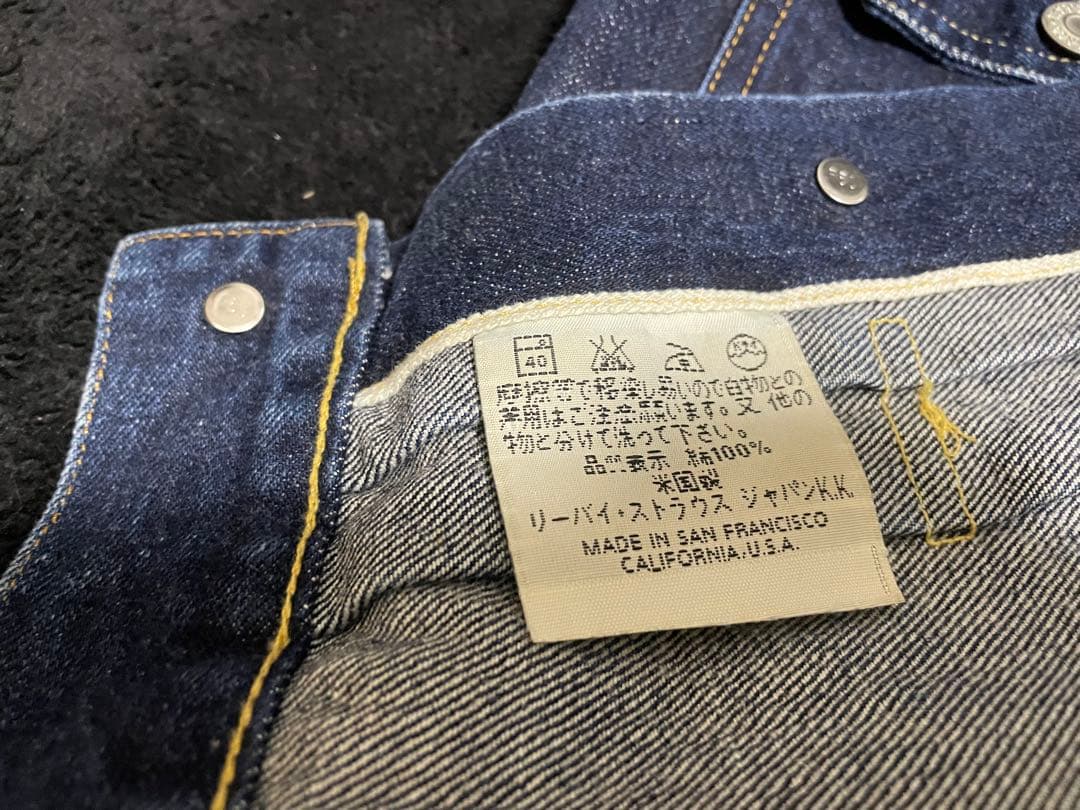 40
摩擦等で移染し易いので白物との
兼用はご注意願います。又 他の
物と分けて洗って下さい。
品質表示 綿100%
米国製
リーバイ・ストラウス ジャパンK.K.
MADE IN SAN FRANCISCO
CALIFORNIA,U.S.A.